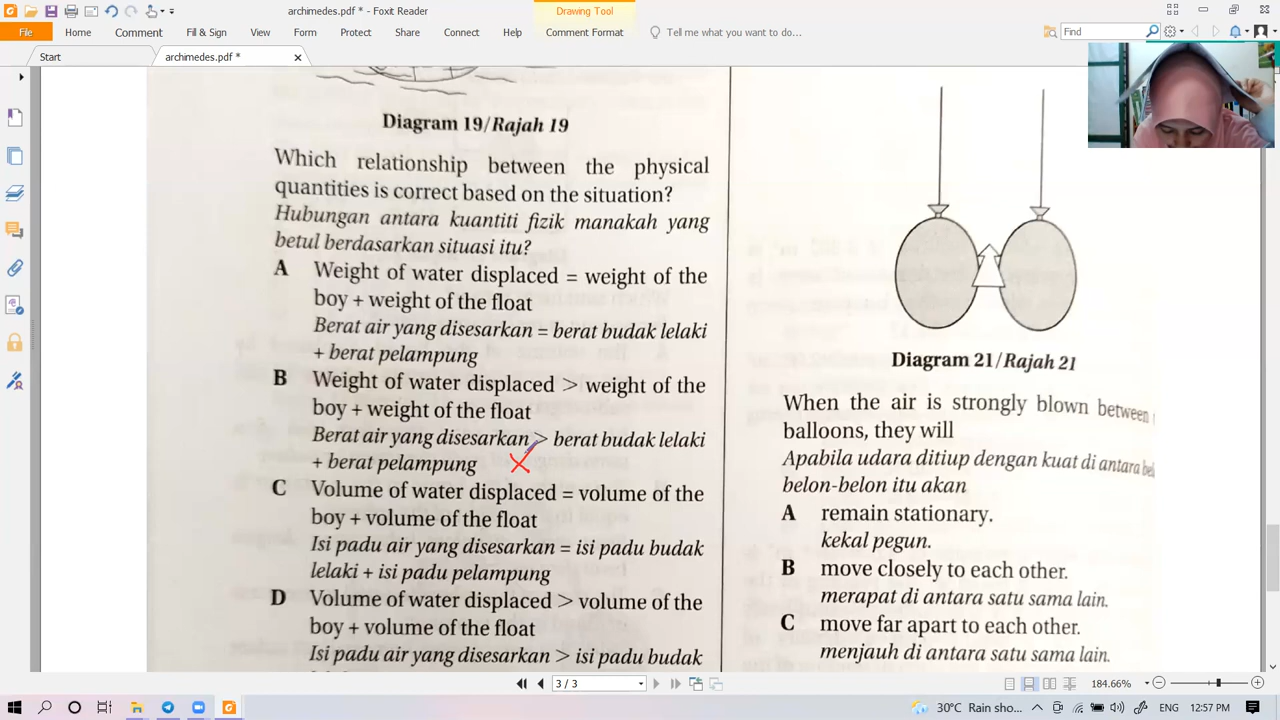 archimedes.pdf * - Foxit Reader
Drawing Tool
File
Home
Comment
Fill & Sign
View
Form
Protect
Share
Connect
Help
Comment Format
Tell me what you want to do...
Find
Start
archimedes.pdf *
Diagram 19/Rajah 19
Which relationship between the physical
quantities is correct based on the situation?
Hubungan antara kuantiti fizik manakah yang
betul berdasarkan situasi itu?
A Weight of water displaced = weight of the
boy + weight of the float
Berat air yang disesarkan = berat budak lelaki
+ berat pelampung
B Weight of water displaced > weight of the
boy + weight of the float
Berat air yang disesarkan > berat budak lelaki
+ berat pelampung
C Volume of water displaced = volume of the
boy + volume of the float
Isi padu air yang disesarkan = isi padu budak
lelaki + isi padu pelampung
D Volume of water displaced > volume of the
boy + volume of the float
Isi padu air yang disesarkan > isi padu budak
Diagram 21/Rajah 21
When the air is strongly blown between
balloons, they will
Apabila udara ditiup dengan kuat di antara
belon-belon itu akan
A remain stationary.
kekal pegun.
B move closely to each other.
merapat di antara satu sama lain.
C move far apart to each other.
menjauh di antara satu sama lain.
3 / 3
184.66%
30°C Rain sho...
ENG
12:57 PM